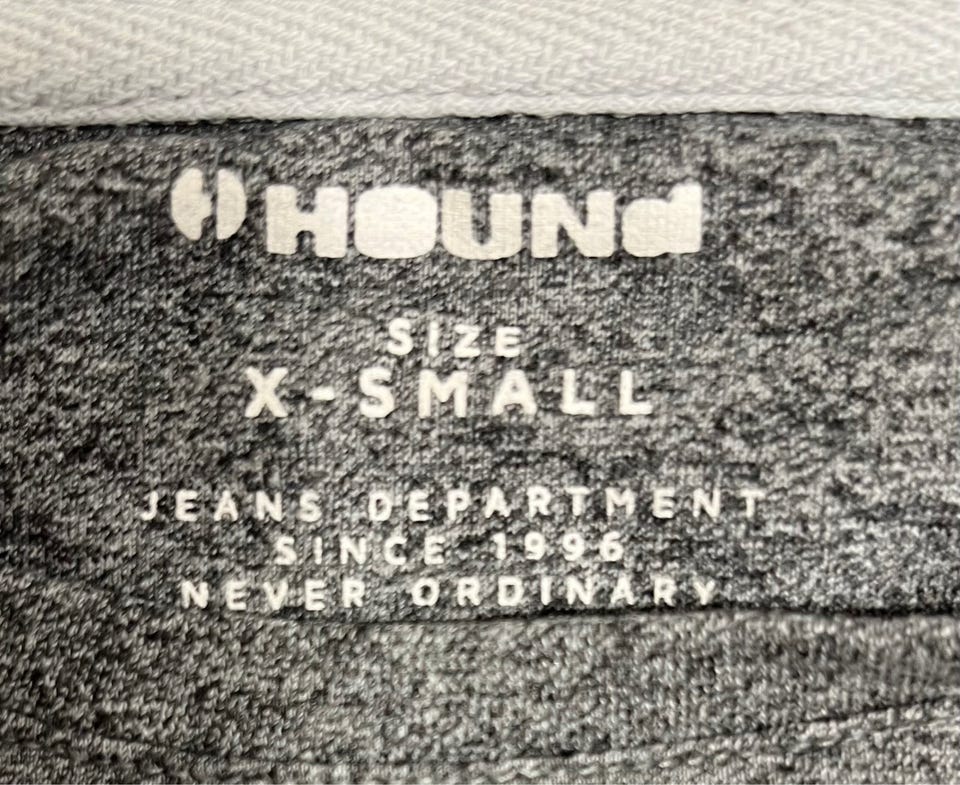 HOUNd
SIZE
X-SMALL
JEANS DEPARTMENT
SINCE 1996
NEVER ORDINARY